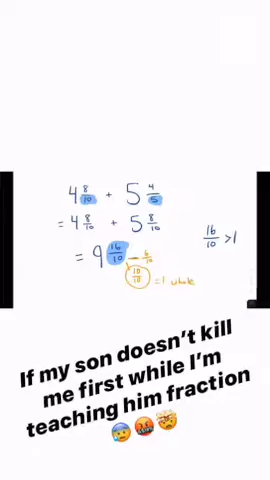 4 8/10 + 5 4/5
= 4 8/10 + 5 8/10
16/10 >1
= 9 16/10 6/10
10/10 = 1 whole
If my son doesn't kill
me first while I'm
teaching him fraction
😰🤬🤯